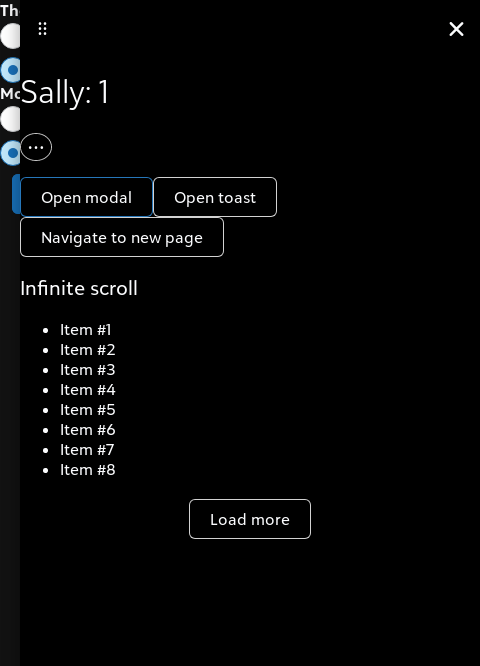 Th
Sally: 1
Mo
Open modal
Open toast
Navigate to new page
Infinite scroll
Item #1
Item #2
Item #3
Item #4
Item #5
Item #6
Item #7
Item #8
Load more